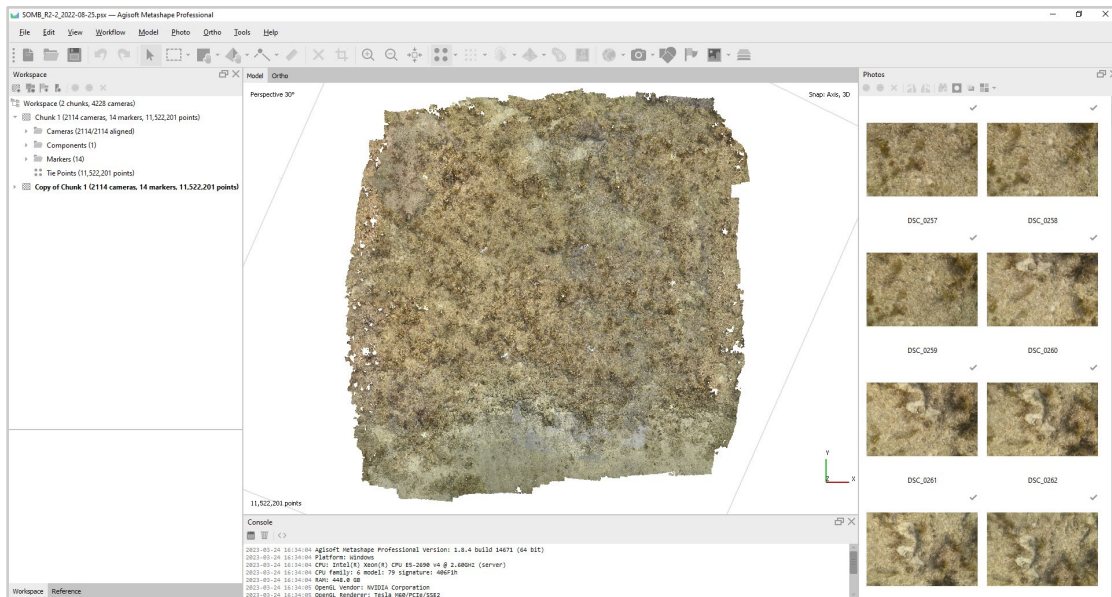 SOMB_R2-2_2022-08-25.psx — Agisoft Metashape Professional
File Edit View Workflow Model Photo Ortho Tools Help
Workspace
Workspace (2 chunks, 4228 cameras)
Chunk 1 (2114 cameras, 14 markers, 11,522,201 points)
Cameras (2114/2114 aligned)
Components (1)
Markers (14)
Tie Points (11,522,201 points)
Copy of Chunk 1 (2114 cameras, 14 markers, 11,522,201 points)
Workspace Reference
Model Ortho
Perspective 30°
Snap: Axis, 3D
Y
Z
X
11,522,201 points
Console
2023-03-24 16:34:04 Agisoft Metashape Professional Version: 1.8.4 build 14671 (64 bit)
2023-03-24 16:34:04 Platform: Windows
2023-03-24 16:34:04 CPU: Intel(R) Xeon(R) CPU E5-2690 v4 @ 2.60GHz (server)
2023-03-24 16:34:04 CPU family: 6 model: 79 signature: 406F1h
2023-03-24 16:34:04 RAM: 448.0 GB
2023-03-24 16:34:05 OpenGL Vendor: NVIDIA Corporation
2023-03-24 16:34:05 OpenGL Renderer: Tesla M60/PCIe/SSE2
Photos
DSC_0257 DSC_0258
DSC_0259 DSC_0260
DSC_0261 DSC_0262